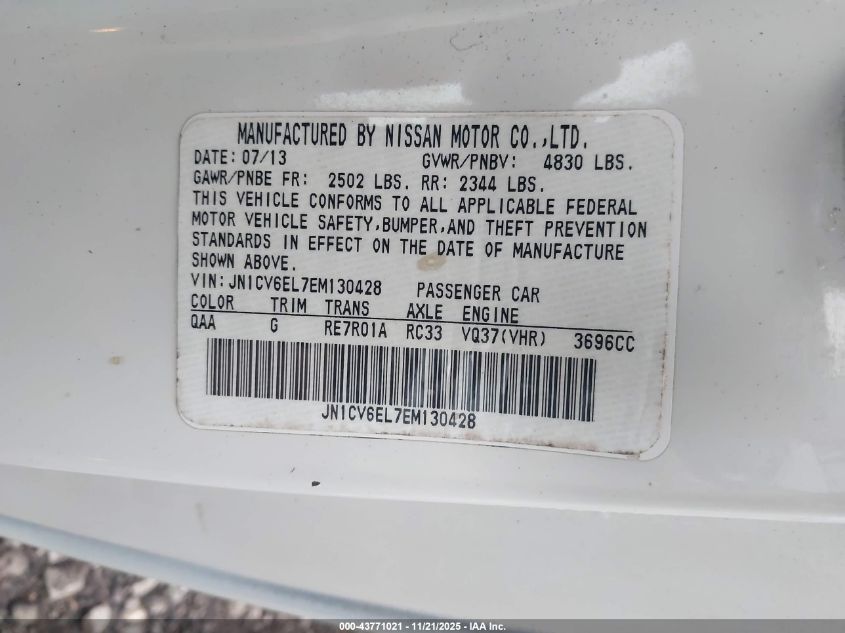 MANUFACTURED BY NISSAN MOTOR CO.,LTD.
DATE: 07/13 GVWR/PNBV: 4830 LBS.
GAWR/PNBE FR: 2502 LBS. RR: 2344 LBS.
THIS VEHICLE CONFORMS TO ALL APPLICABLE FEDERAL
MOTOR VEHICLE SAFETY,BUMPER,AND THEFT PREVENTION
STANDARDS IN EFFECT ON THE DATE OF MANUFACTURE
SHOWN ABOVE.
VIN:JN1CV6EL7EM130428 PASSENGER CAR
COLOR TRIM TRANS AXLE ENGINE
QAA G RE7R01A RC33 VQ37(VHR) 3696CC
JN1CV6EL7EM130428
000-43771021 - 11/21/2025 - IAA Inc.